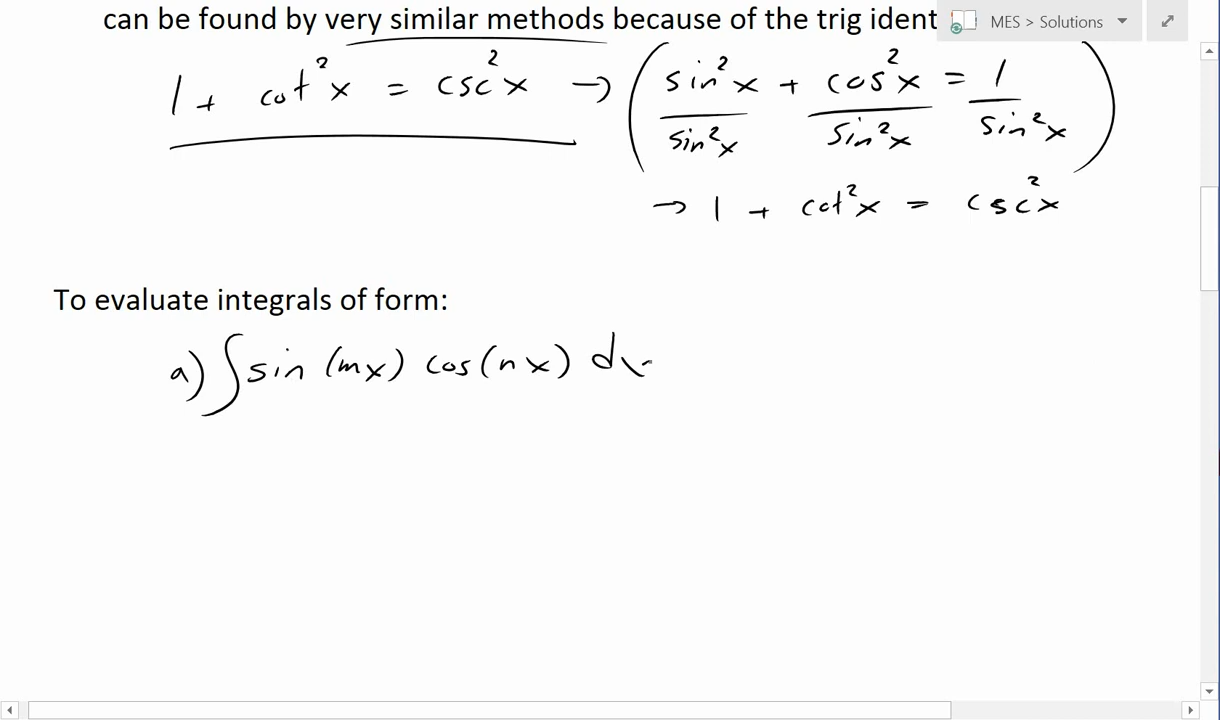 can be found by very similar methods because of the trig ident
MES > Solutions
1 + cot²x = csc²x → ( sin²x/sin²x + cos²x/sin²x = 1/sin²x )
→ 1 + cot²x = csc²x
To evaluate integrals of form:
a) ∫ sin (mx) cos(nx) dx